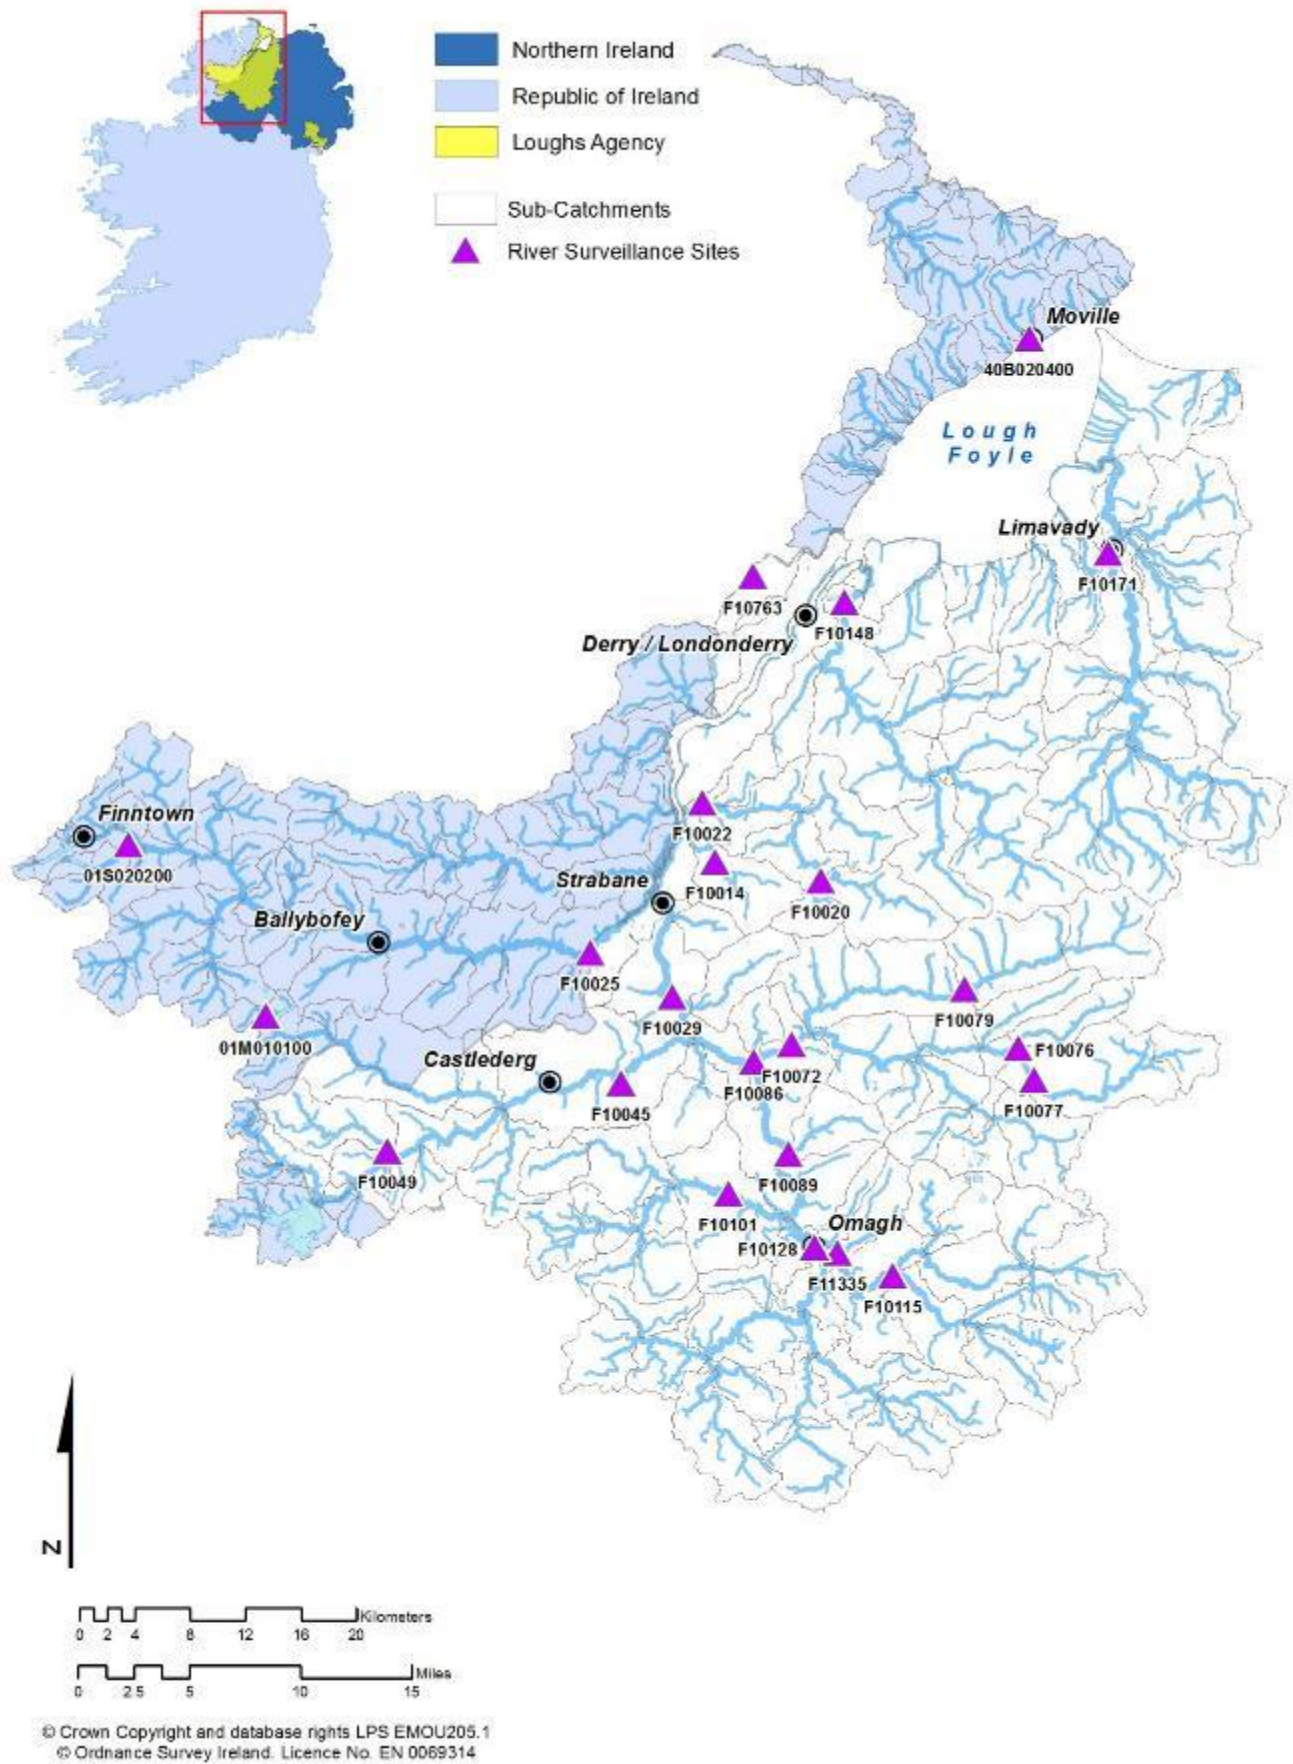 Northern Ireland
Republic of Ireland
Loughs Agency
Sub-Catchments
River Surveillance Sites
Moville
40B020400
Lough
Foyle
Limavady
F10171
F10763
F10148
Derry / Londonderry
Finntown
01S020200
F10022
F10014
Strabane
F10020
Ballybofey
F10025
F10029
F10079
01M010100
Castlederg
F10076
F10072
F10086
F10077
F10045
F10049
F10089
F10101
Omagh
F10128
F11335
F10115
N
Kilometers
0 2 4 8 12 16 20
Miles
0 2 5 5 10 15
© Crown Copyright and database rights LPS EMOU205.1
© Ordnance Survey Ireland. Licence No. EN 0069314